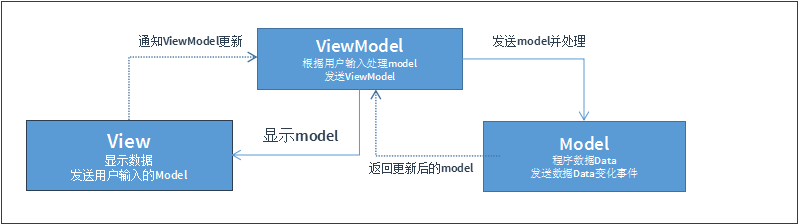 通知ViewModel更新
ViewModel
根据用户输入处理model
发送ViewModel
发送model并处理
View
显示数据
发送用户输入的Model
显示model
Model
程序数据Data
发送数据Data变化事件
返回更新后的model